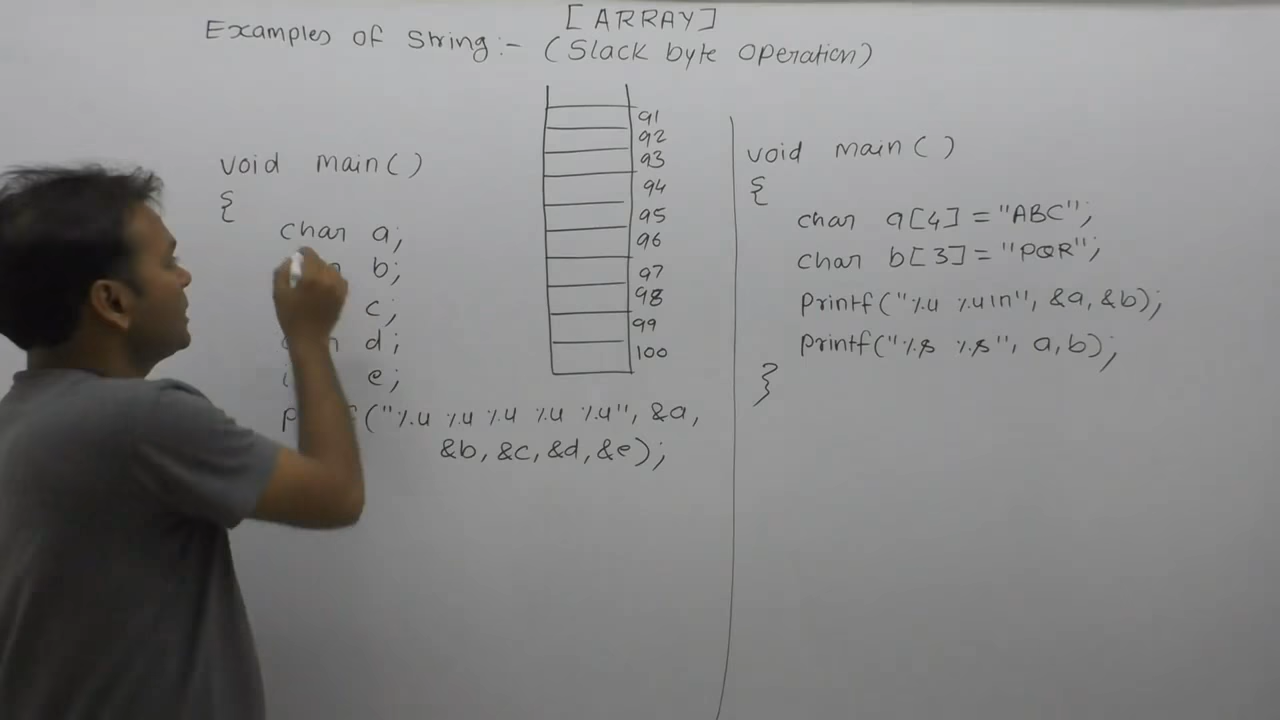 [ARRAY]
Examples of String:- (Slack byte operation)
void main()
{
char a;
b;
c;
d;
e;
("%u %u %u %u %u", &a,
&b, &c, &d, &e);
91
92
93
94
95
96
97
98
99
100
void main()
{
char a[4] = "ABC";
char b[3] = "PQR";
printf("%u %u\n", &a, &b);
printf("%s %s", a, b);
}